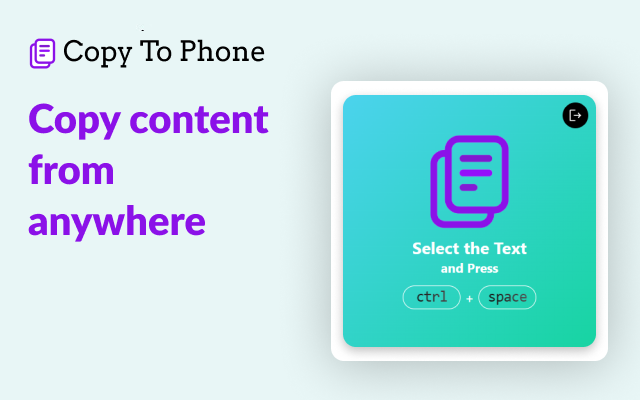 Copy To Phone
Copy content
from
anywhere
Select the Text
and Press
ctrl + space